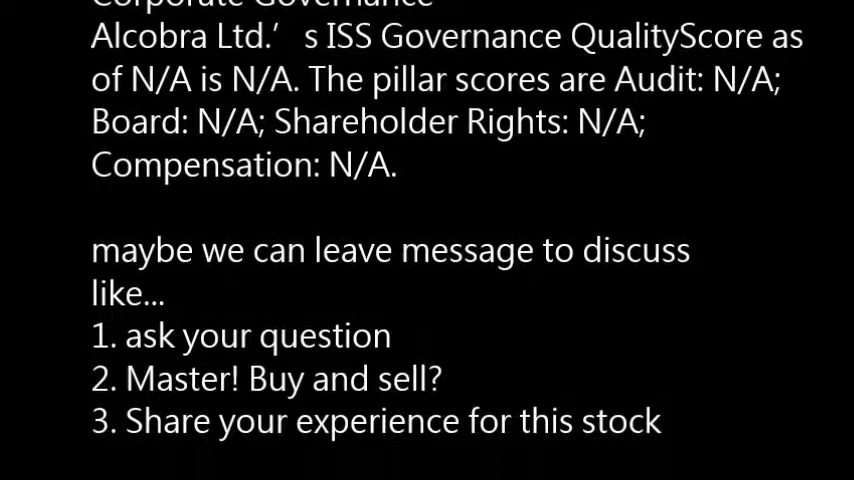 Corporate Governance
Alcobra Ltd.’s ISS Governance QualityScore as
of N/A is N/A. The pillar scores are Audit: N/A;
Board: N/A; Shareholder Rights: N/A;
Compensation: N/A.
maybe we can leave message to discuss
like...
1. ask your question
2. Master! Buy and sell?
3. Share your experience for this stock